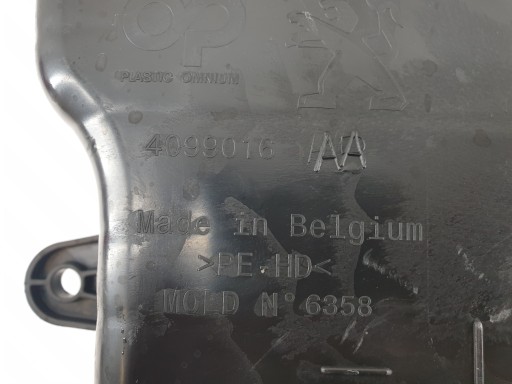 op
PLASTIC OMNIUM
4099016 AA
Made in Belgium
>PE-HD<
MOLD N° 6358